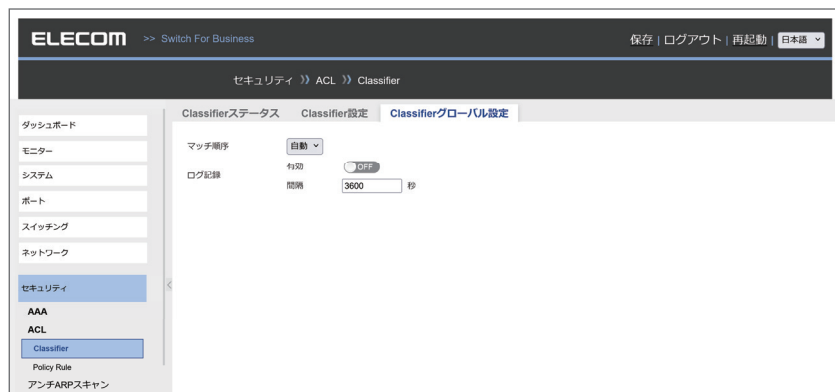 ELECOM >> Switch For Business
保存 | ログアウト | 再起動 | 日本語
セキュリティ 》 ACL 》 Classifier
Classifierステータス Classifier設定 Classifierグローバル設定
ダッシュボード
モニター
システム
ポート
スイッチング
ネットワーク
セキュリティ
AAA
ACL
Classifier
Policy Rule
アンチARPスキャン
マッチ順序 自動
ログ記録
有効 OFF
間隔 3600 秒